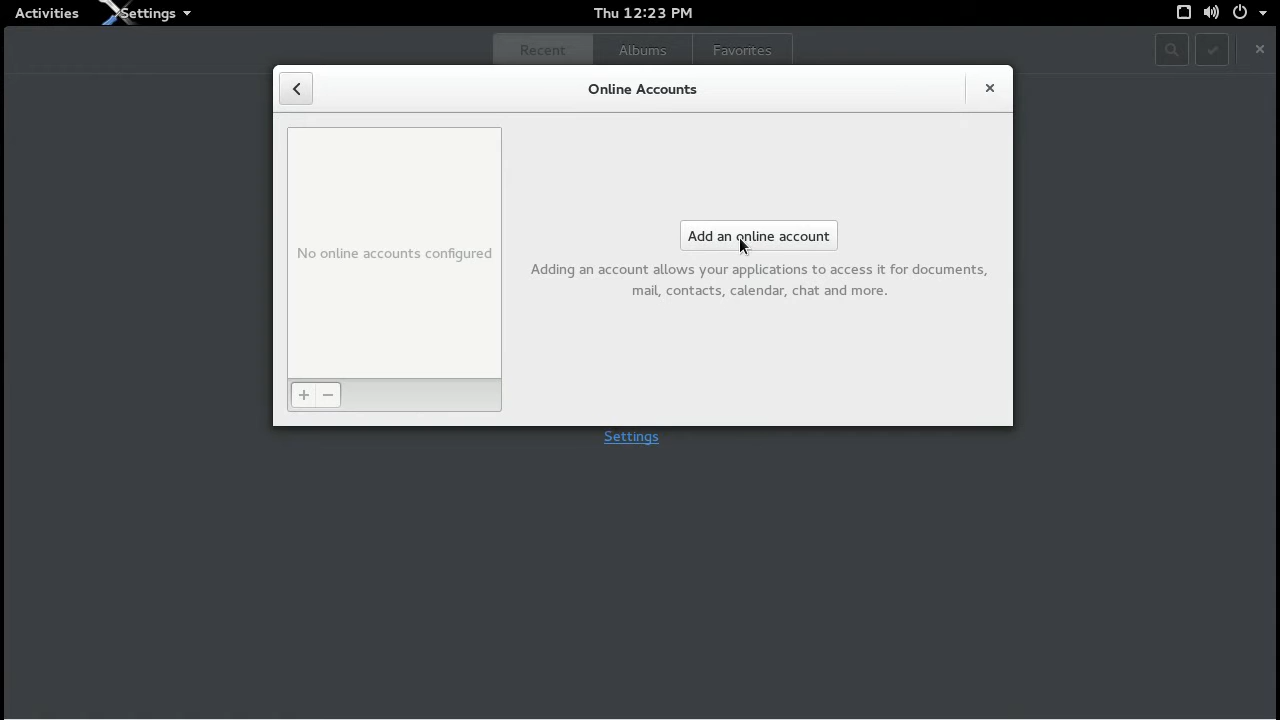 Activities
Settings
Thu 12:23 PM
Recent
Albums
Favorites
Online Accounts
No online accounts configured
Add an online account
Adding an account allows your applications to access it for documents,
mail, contacts, calendar, chat and more.
Settings